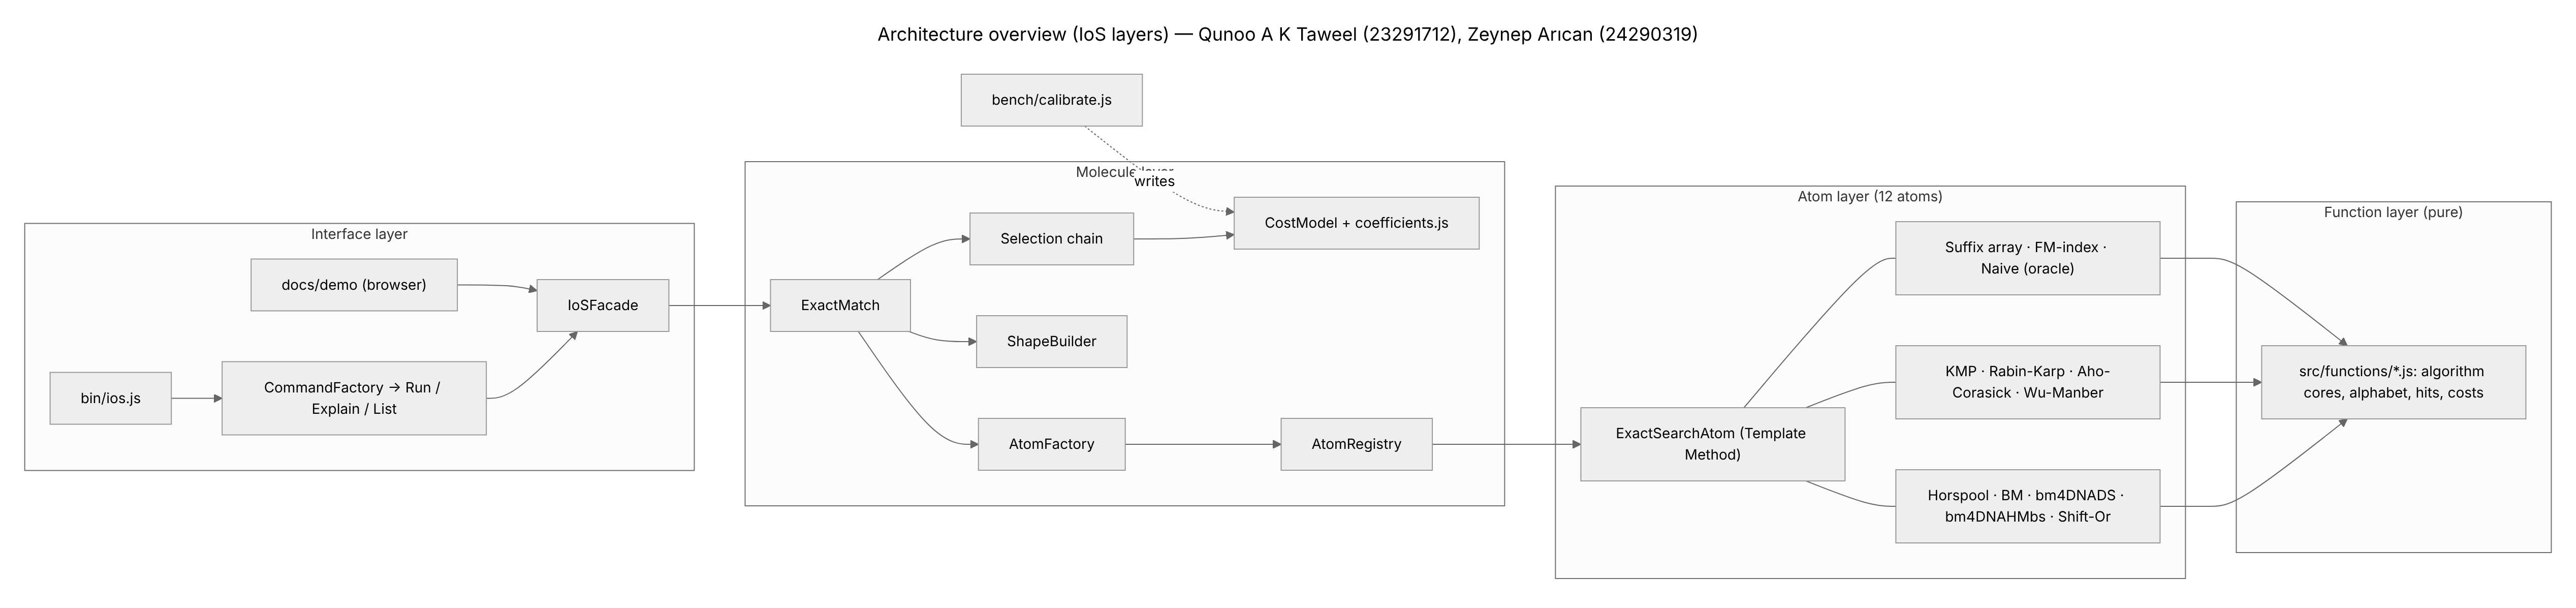 Architecture overview (IoS layers) — Qunoo A K Taweel (23291712), Zeynep Arıcan (24290319)
bench/calibrate.js
writes
Interface layer
docs/demo (browser)
IoSFacade
bin/ios.js
CommandFactory → Run /
Explain / List
Molecule layer
ExactMatch
Selection chain
CostModel + coefficients.js
ShapeBuilder
AtomFactory
AtomRegistry
Atom layer (12 atoms)
ExactSearchAtom (Template
Method)
Suffix array · FM-index ·
Naive (oracle)
KMP · Rabin-Karp · Aho-
Corasick · Wu-Manber
Horspool · BM · bm4DNADS ·
bm4DNAHMbs · Shift-Or
Function layer (pure)
src/functions/*.js: algorithm
cores, alphabet, hits, costs